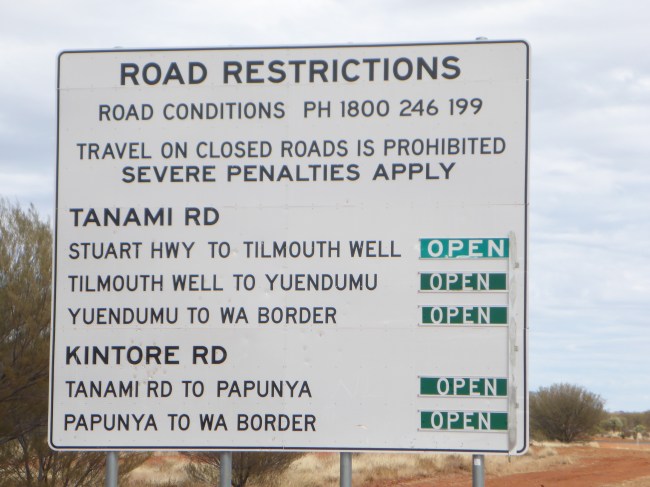 ROAD RESTRICTIONS
ROAD CONDITIONS PH 1800 246 199
TRAVEL ON CLOSED ROADS IS PROHIBITED
SEVERE PENALTIES APPLY
TANAMI RD
STUART HWY TO TILMOUTH WELL OPEN
TILMOUTH WELL TO YUENDUMU OPEN
YUENDUMU TO WA BORDER OPEN
KINTORE RD
TANAMI RD TO PAPUNYA OPEN
PAPUNYA TO WA BORDER OPEN